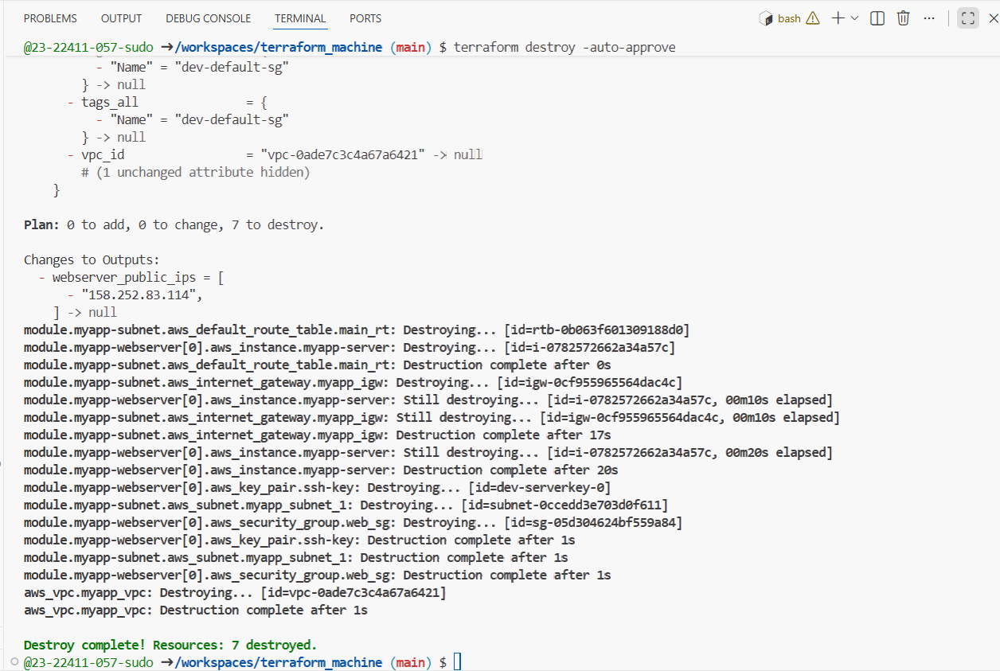 PROBLEMS OUTPUT DEBUG CONSOLE TERMINAL PORTS bash
@23-22411-057-sudo ➜/workspaces/terraform_machine (main) $ terraform destroy -auto-approve
- "Name" = "dev-default-sg"
} -> null
- tags_all = {
- "Name" = "dev-default-sg"
} -> null
- vpc_id = "vpc-0ade7c3c4a67a6421" -> null
# (1 unchanged attribute hidden)
}
Plan: 0 to add, 0 to change, 7 to destroy.
Changes to Outputs:
- webserver_public_ips = [
- "158.252.83.114",
] -> null
module.myapp-subnet.aws_default_route_table.main_rt: Destroying... [id=rtb-0b063f601309188d0]
module.myapp-webserver[0].aws_instance.myapp-server: Destroying... [id=i-0782572662a34a57c]
module.myapp-subnet.aws_default_route_table.main_rt: Destruction complete after 0s
module.myapp-subnet.aws_internet_gateway.myapp_igw: Destroying... [id=igw-0cf955965564dac4c]
module.myapp-webserver[0].aws_instance.myapp-server: Still destroying... [id=i-0782572662a34a57c, 00m10s elapsed]
module.myapp-subnet.aws_internet_gateway.myapp_igw: Still destroying... [id=igw-0cf955965564dac4c, 00m10s elapsed]
module.myapp-subnet.aws_internet_gateway.myapp_igw: Destruction complete after 17s
module.myapp-webserver[0].aws_instance.myapp-server: Still destroying... [id=i-0782572662a34a57c, 00m20s elapsed]
module.myapp-webserver[0].aws_instance.myapp-server: Destruction complete after 20s
module.myapp-webserver[0].aws_key_pair.ssh-key: Destroying... [id=dev-serverkey-0]
module.myapp-subnet.aws_subnet.myapp_subnet_1: Destroying... [id=subnet-0ccedd3e703d0f611]
module.myapp-webserver[0].aws_security_group.web_sg: Destroying... [id=sg-05d304624bf559a84]
module.myapp-webserver[0].aws_key_pair.ssh-key: Destruction complete after 1s
module.myapp-subnet.aws_subnet.myapp_subnet_1: Destruction complete after 1s
module.myapp-webserver[0].aws_security_group.web_sg: Destruction complete after 1s
aws_vpc.myapp_vpc: Destroying... [id=vpc-0ade7c3c4a67a6421]
aws_vpc.myapp_vpc: Destruction complete after 1s
Destroy complete! Resources: 7 destroyed.
@23-22411-057-sudo ➜/workspaces/terraform_machine (main) $